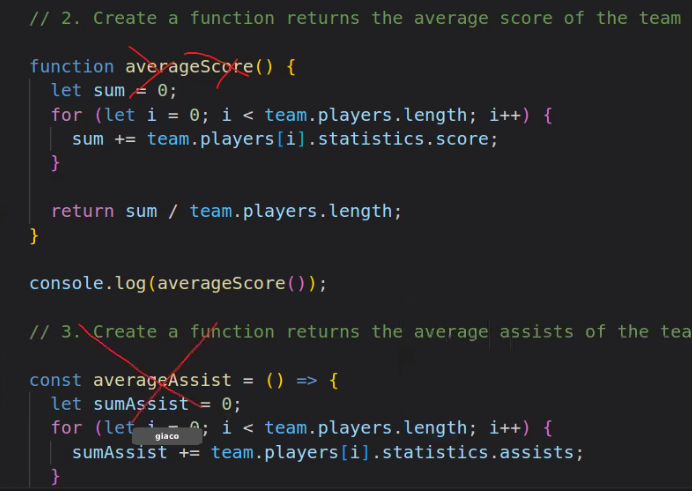 // 2. Create a function returns the average score of the team
function averageScore() {
let sum = 0;
for (let i = 0; i < team.players.length; i++) {
sum += team.players[i].statistics.score;
}
return sum / team.players.length;
}
console.log(averageScore());
// 3. Create a function returns the average assists of the tea
const averageAssist = () => {
let sumAssist = 0;
for (let i = 0; i < team.players.length; i++) {
giaco
sumAssist += team.players[i].statistics.assists;
}